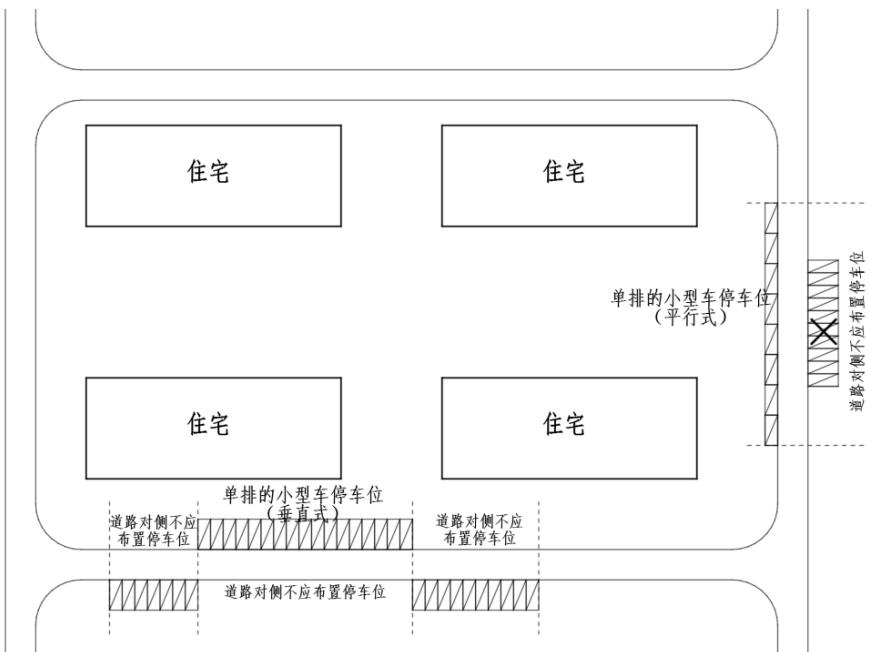 住宅
住宅
单排的小型车停车位
（平行式）
道路对侧不应布置停车位
住宅
住宅
单排的小型车停车位
（垂直式）
道路对侧不应
布置停车位
道路对侧不应
布置停车位
道路对侧不应布置停车位